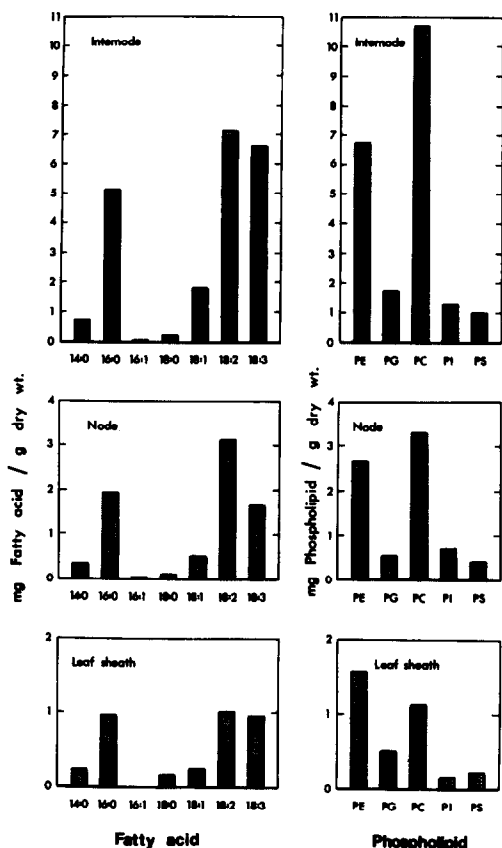 Internode
11
10
9
8
7
6
5
4
3
2
1
0
14:0 16:0 16:1 18:0 18:1 18:2 18:3
Internode
11
10
9
8
7
6
5
4
3
2
1
0
PE PG PC PI PS
mg Fatty acid / g dry wt.
Node
4
3
2
1
0
14:0 16:0 16:1 18:0 18:1 18:2 18:3
mg Phospholipid / g dry wt.
Node
4
3
2
1
0
PE PG PC PI PS
Leaf sheath
2
1
0
14:0 16:0 16:1 18:0 18:1 18:2 18:3
Fatty acid
Leaf sheath
2
1
0
PE PG PC PI PS
Phospholipid